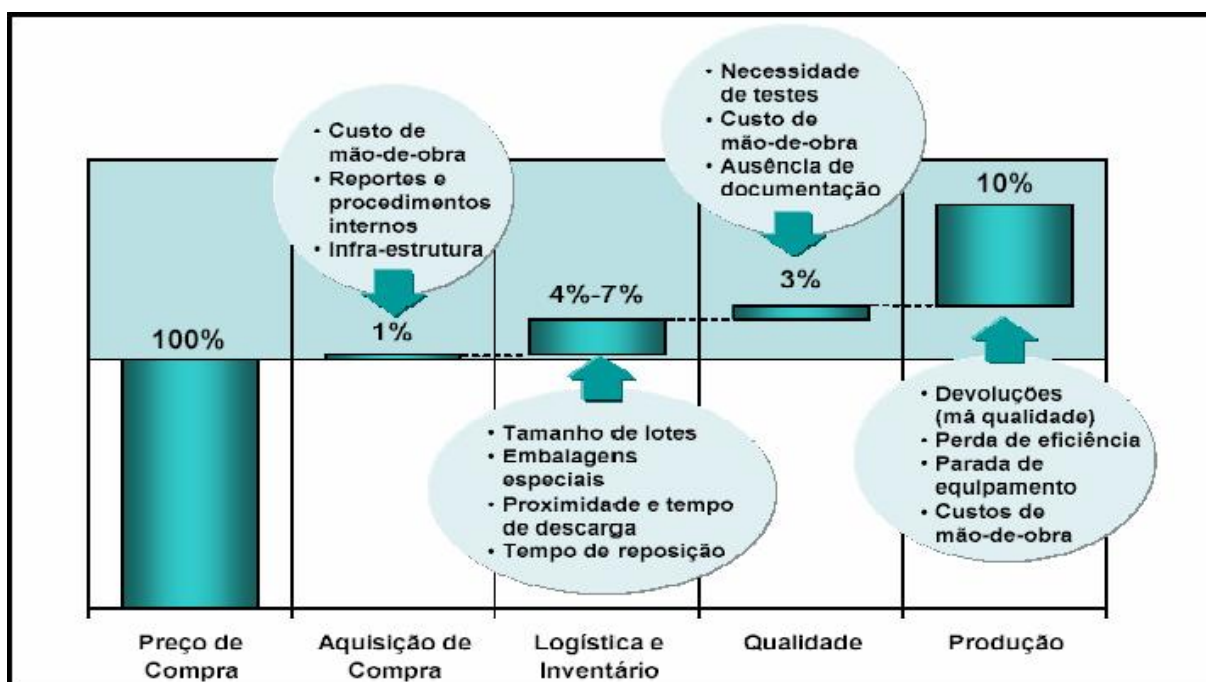 • Custo de
mão-de-obra
• Reportes e
procedimentos
internos
• Infra-estrutura
• Necessidade
de testes
• Custo de
mão-de-obra
• Ausência de
documentação
100%
1%
4%-7%
3%
10%
• Tamanho de lotes
• Embalagens
especiais
• Proximidade e tempo
de descarga
• Tempo de reposição
• Devoluções
(má qualidade)
• Perda de eficiência
• Parada de
equipamento
• Custos de
mão-de-obra
Preço de
Compra
Aquisição de
Compra
Logística e
Inventário
Qualidade
Produção